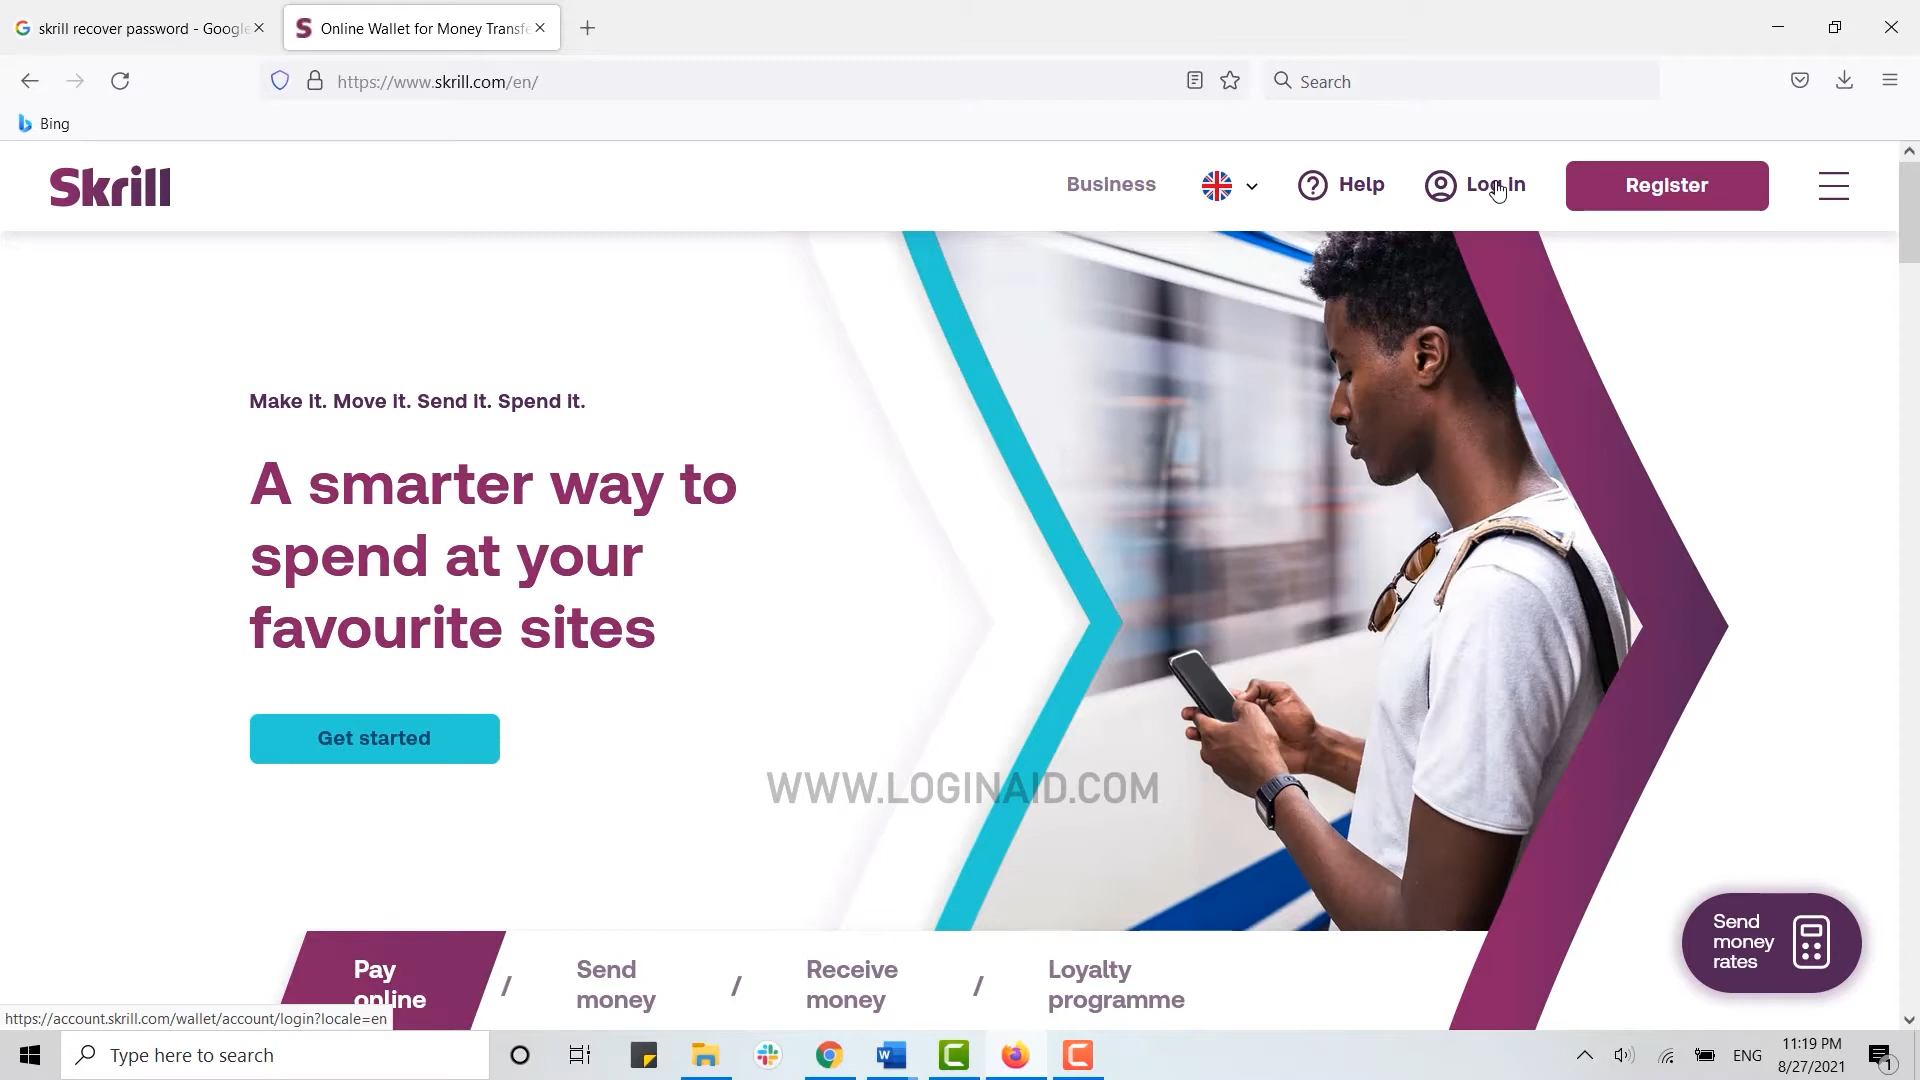 skrill recover password - Google
Online Wallet for Money Transfe
https://www.skrill.com/en/
Search
Bing
Skrill
Business
Help
Login
Register
Make it. Move it. Send it. Spend it.
A smarter way to
spend at your
favourite sites
Get started
WWW.LOGINAID.COM
Send
money
rates
Pay
online
/
Send
money
/
Receive
money
/
Loyalty
programme
https://account.skrill.com/wallet/account/login?locale=en
Type here to search
ENG
11:19 PM
8/27/2021
1